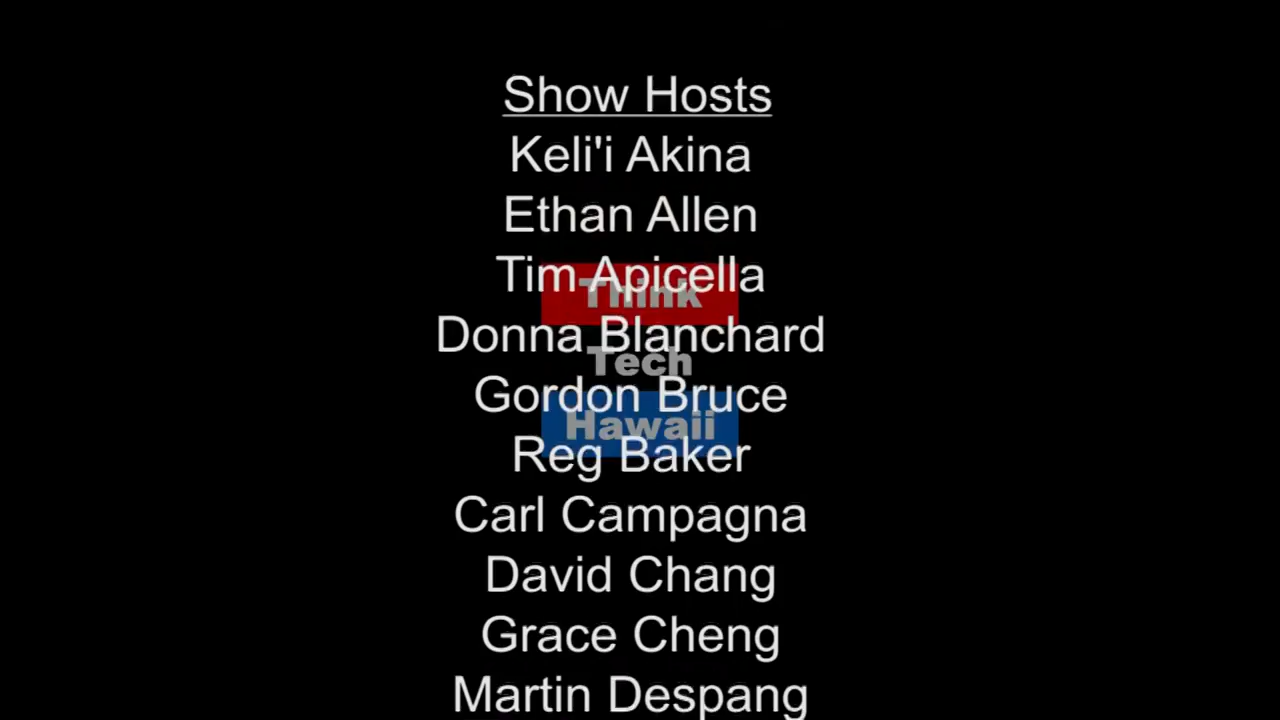 Show Hosts
Keli'i Akina
Ethan Allen
Tim Apicella
Think
Donna Blanchard
Tech
Gordon Bruce
Hawaii
Reg Baker
Carl Campagna
David Chang
Grace Cheng
Martin Despang